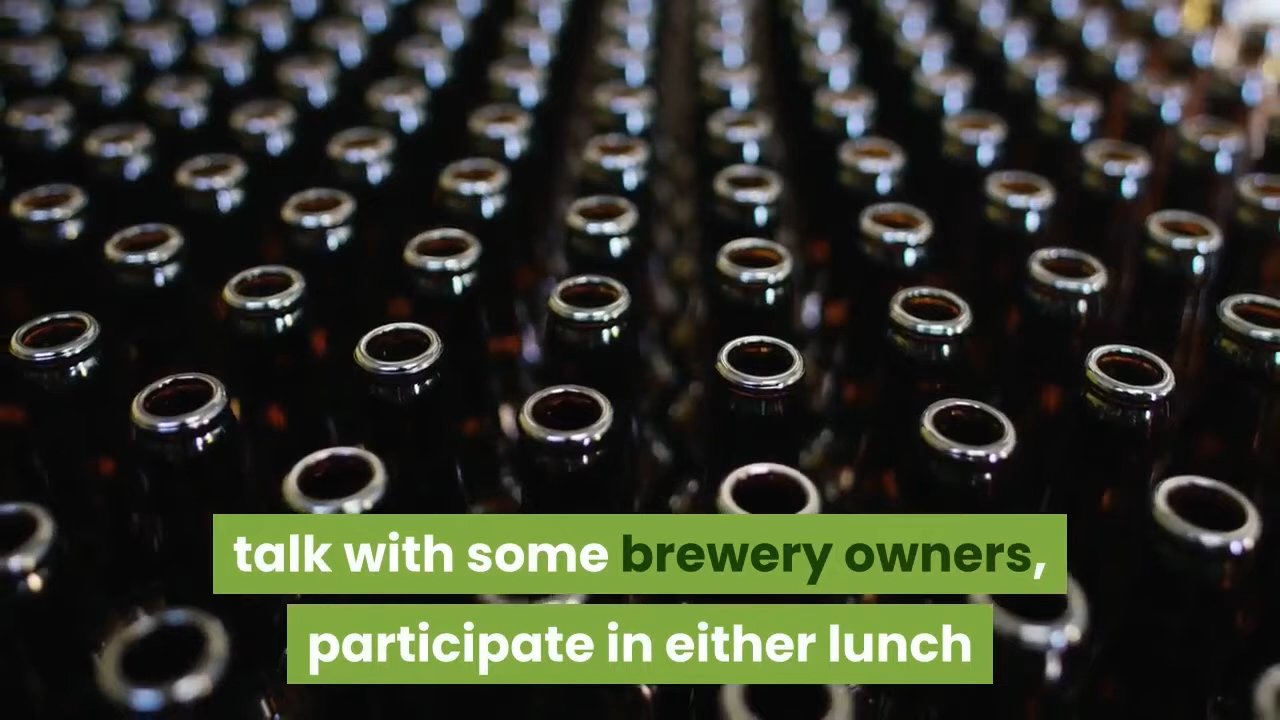 talk with some brewery owners,
participate in either lunch